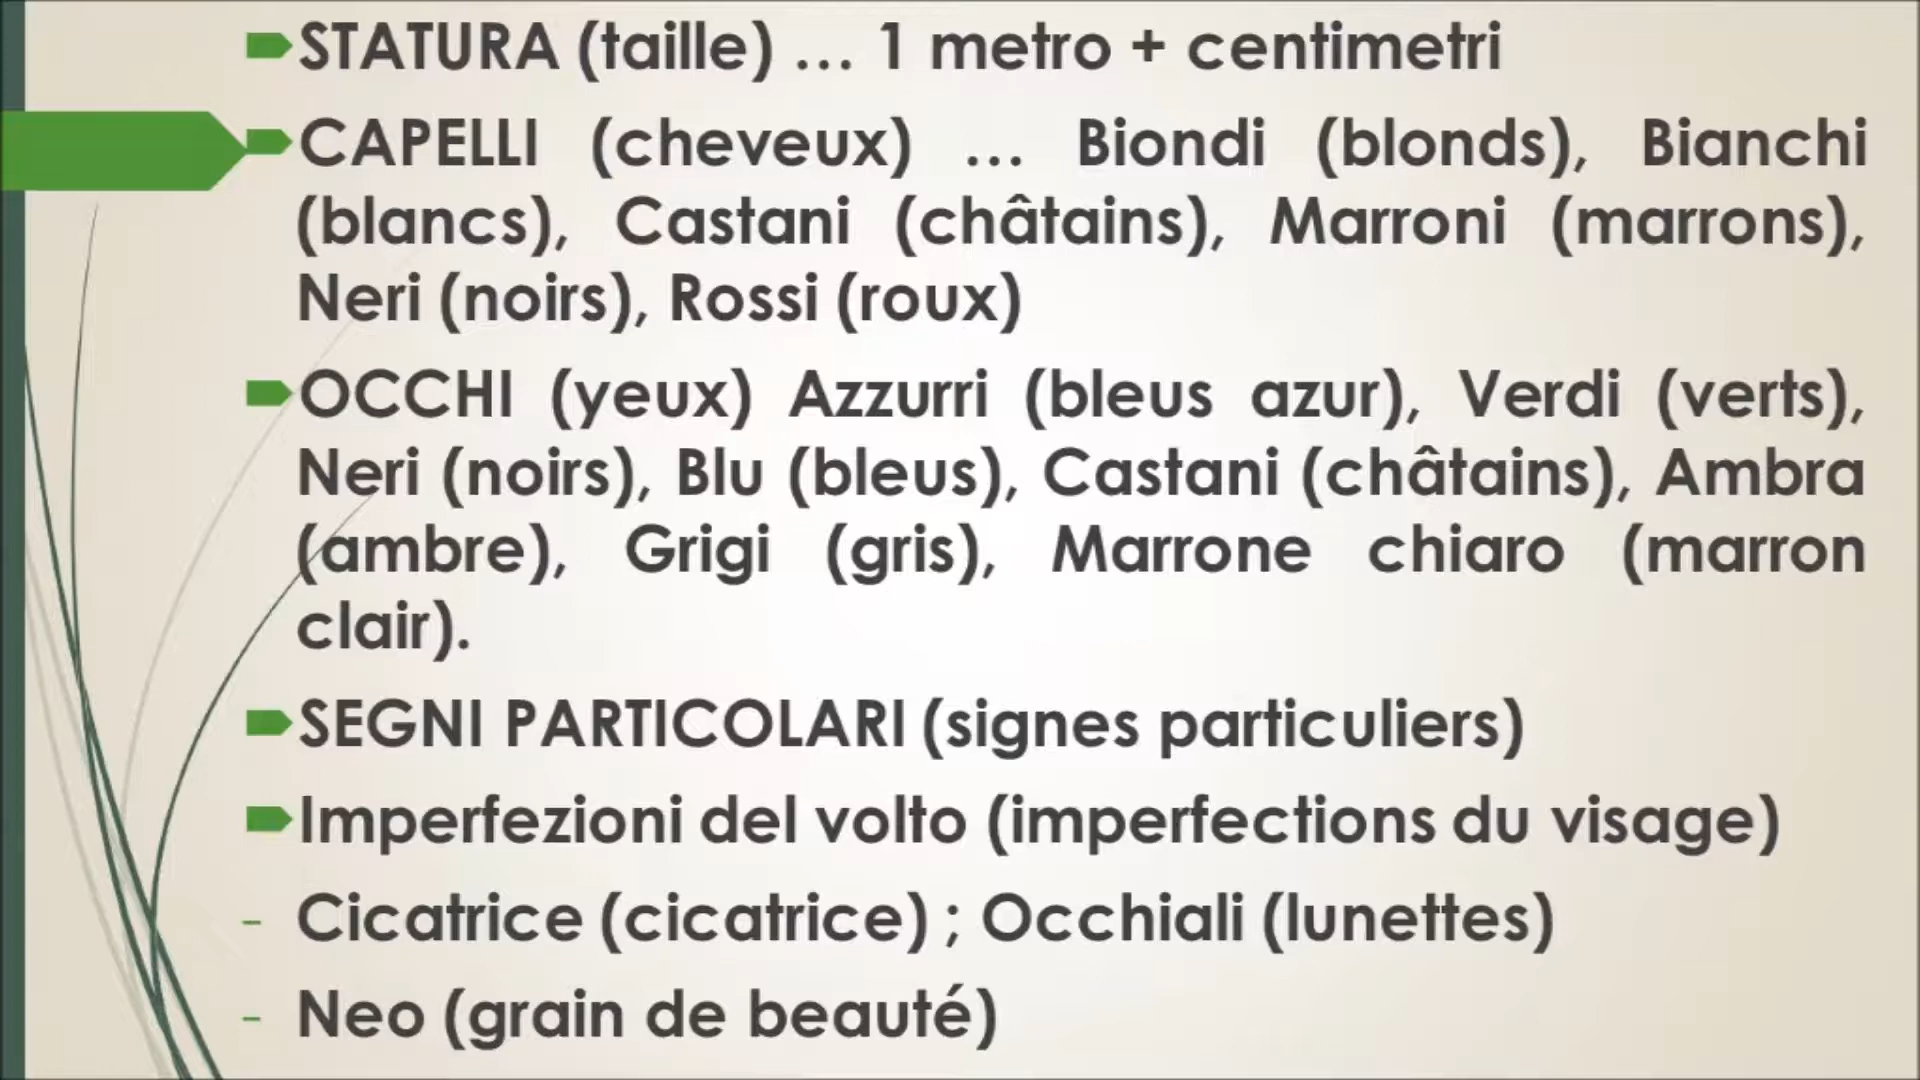 STATURA (taille) … 1 metro + centimetri
CAPELLI (cheveux) … Biondi (blonds), Bianchi
(blancs), Castani (châtains), Marroni (marrons),
Neri (noirs), Rossi (roux)
OCCHI (yeux) Azzurri (bleus azur), Verdi (verts),
Neri (noirs), Blu (bleus), Castani (châtains), Ambra
(ambre), Grigi (gris), Marrone chiaro (marron
clair).
SEGNI PARTICOLARI (signes particuliers)
Imperfezioni del volto (imperfections du visage)
- Cicatrice (cicatrice) ; Occhiali (lunettes)
- Neo (grain de beauté)